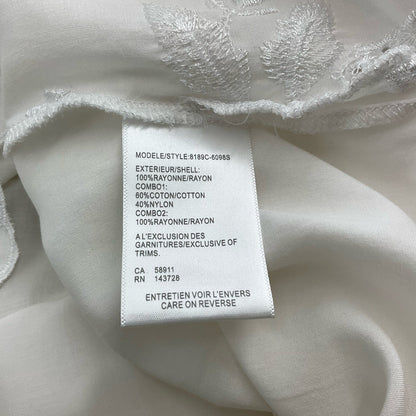 MODELE/STYLE:8189C-6098S
EXTERIEUR/SHELL:
100%RAYONNE/RAYON
COMBO1:
60%COTON/COTTON
40%NYLON
COMBO2:
100%RAYONNE/RAYON
A L'EXCLUSION DES
GARNITURES/EXCLUSIVE OF
TRIMS.
CA 58911
RN 143728
ENTRETIEN VOIR L'ENVERS
CARE ON REVERSE